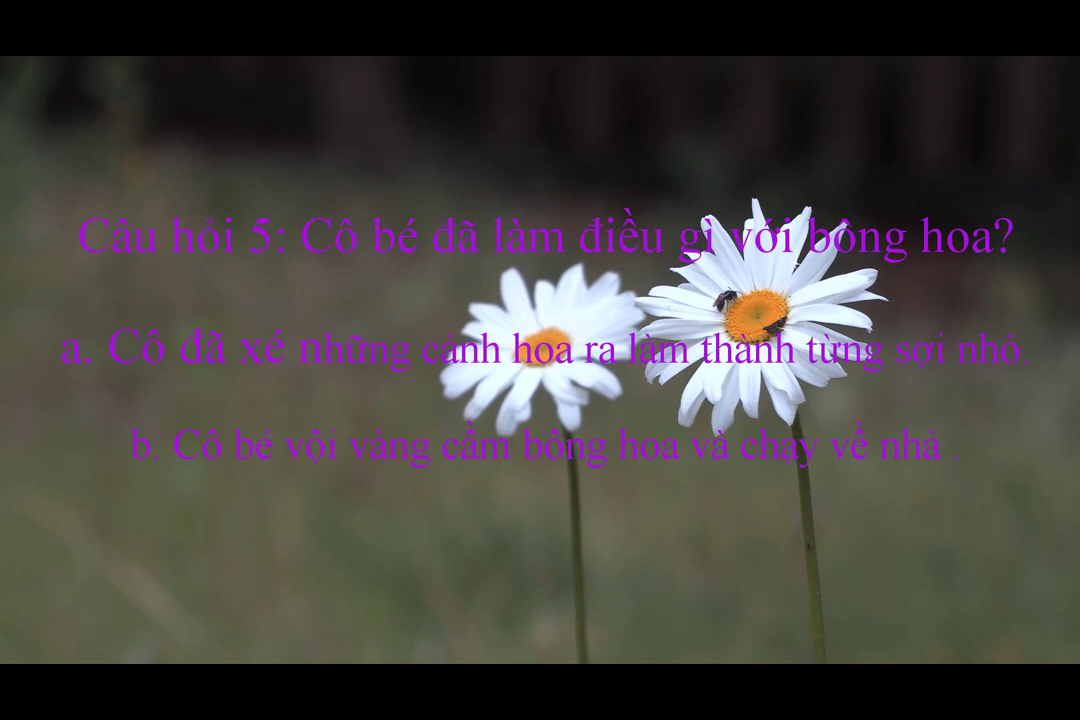 Câu hỏi 5: Cô bé đã làm điều gì với bông hoa?
a. Cô đã xé những cánh hoa ra làm thành từng sợi nhỏ.
b. Cô bé vội vàng cầm bông hoa và chạy về nhà .